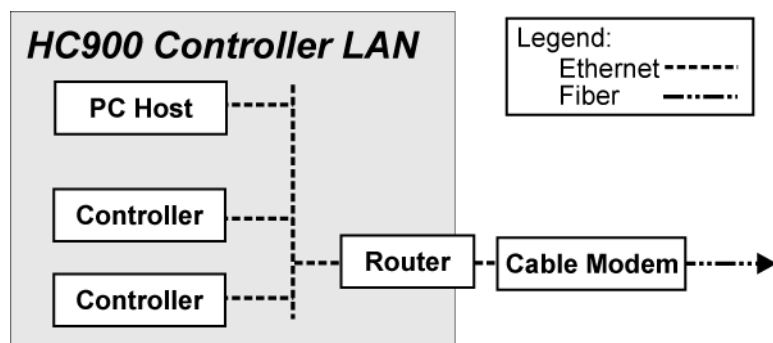 HC900 Controller LAN
PC Host
Controller
Controller
Router
Cable Modem
Legend:
Ethernet
Fiber